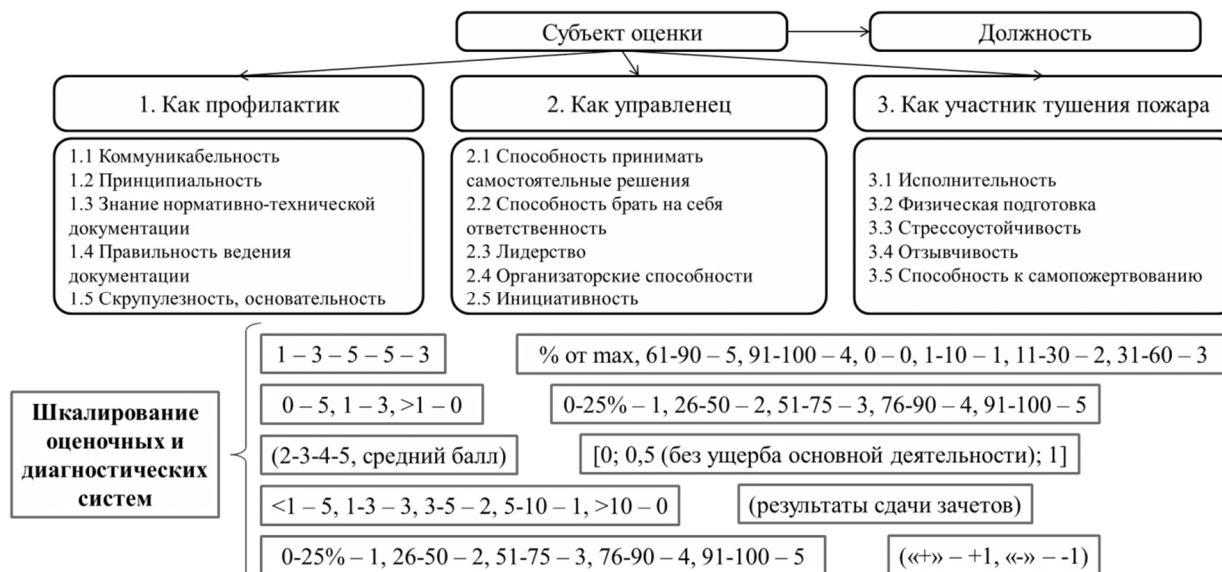 Субъект оценки
Должность
1. Как профилактик
2. Как управленец
3. Как участник тушения пожара
1.1 Коммуникабельность
1.2 Принципиальность
1.3 Знание нормативно-технической
документации
1.4 Правильность ведения
документации
1.5 Скрупулезность, основательность
2.1 Способность принимать
самостоятельные решения
2.2 Способность брать на себя
ответственность
2.3 Лидерство
2.4 Организаторские способности
2.5 Инициативность
3.1 Исполнительность
3.2 Физическая подготовка
3.3 Стрессоустойчивость
3.4 Отзывчивость
3.5 Способность к самопожертвованию
Шкалирование
оценочных и
диагностических
систем
1 – 3 – 5 – 5 – 3
% от max, 61-90 – 5, 91-100 – 4, 0 – 0, 1-10 – 1, 11-30 – 2, 31-60 – 3
0 – 5, 1 – 3, >1 – 0
0-25% – 1, 26-50 – 2, 51-75 – 3, 76-90 – 4, 91-100 – 5
(2-3-4-5, средний балл)
[0; 0,5 (без ущерба основной деятельности); 1]
<1 – 5, 1-3 – 3, 3-5 – 2, 5-10 – 1, >10 – 0
(результаты сдачи зачетов)
0-25% – 1, 26-50 – 2, 51-75 – 3, 76-90 – 4, 91-100 – 5
(«+» – +1, «-» – -1)